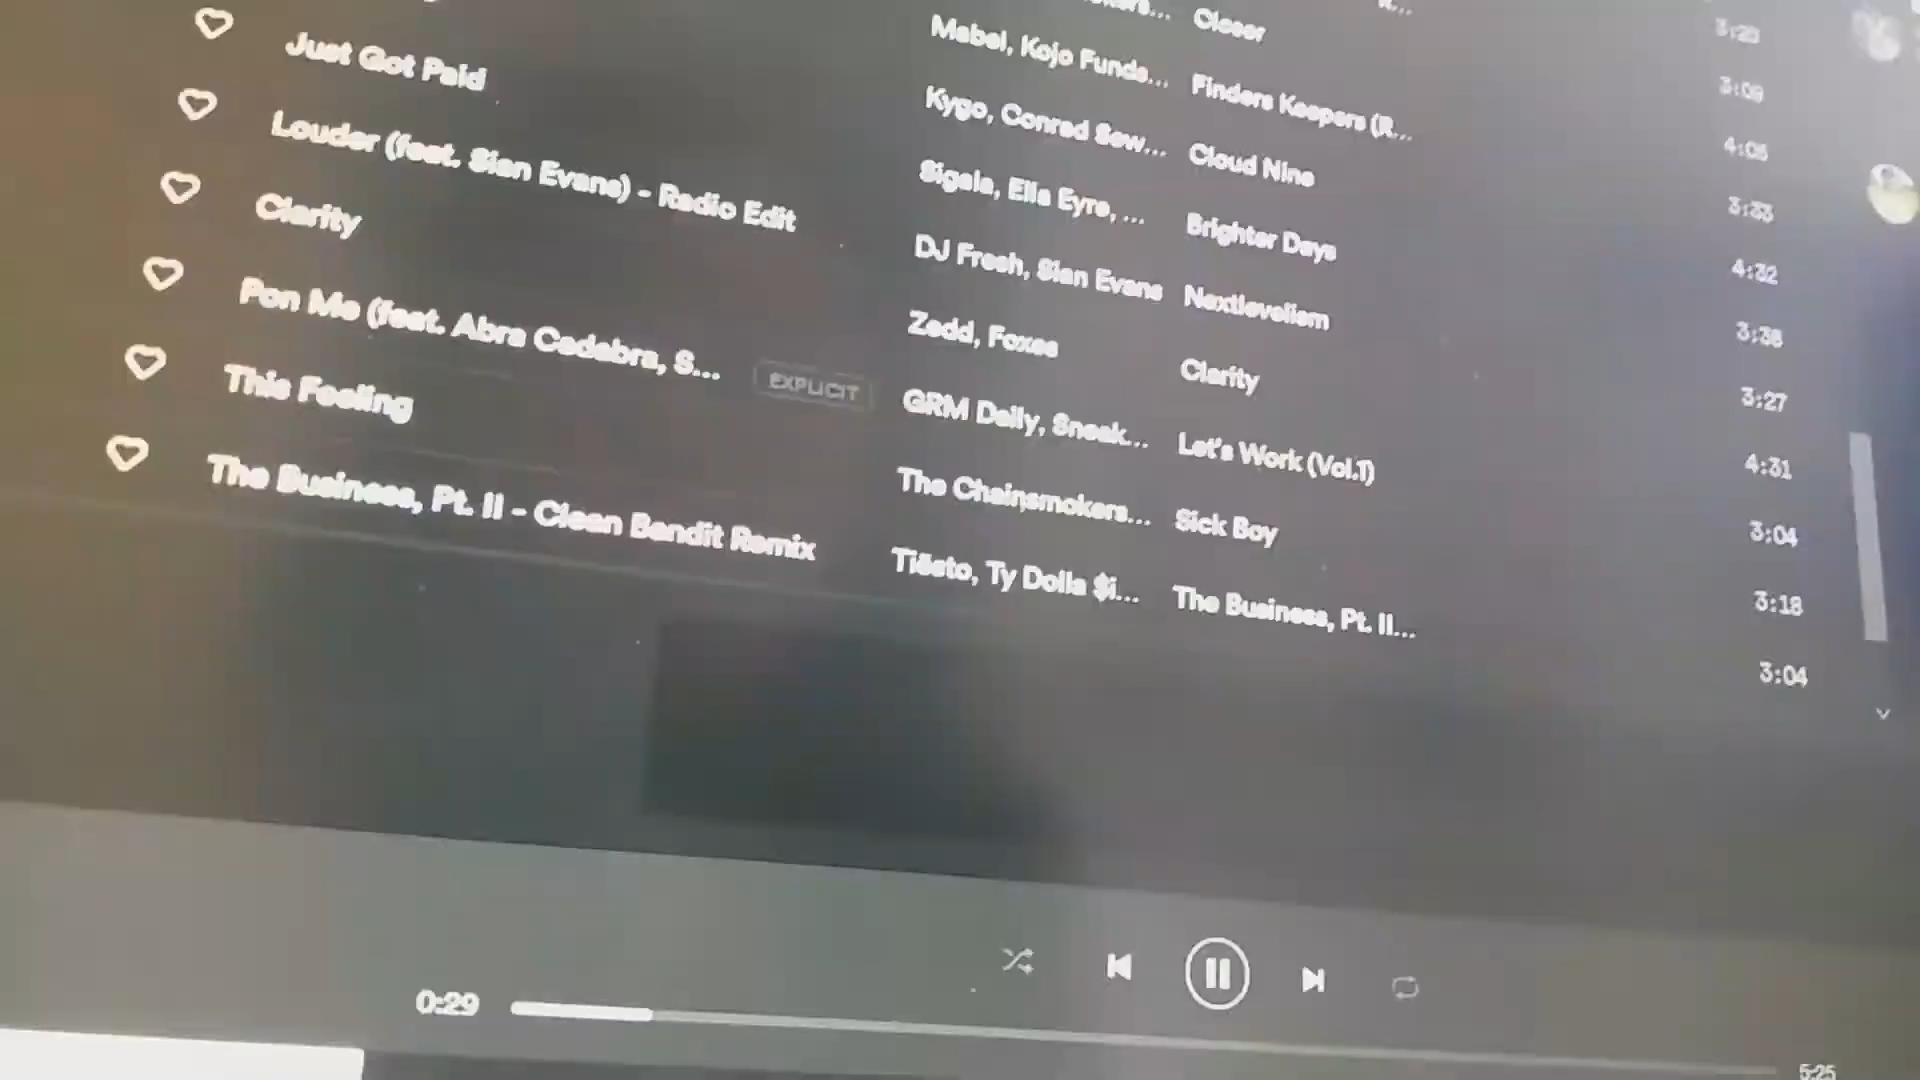 Closer
3:20
Mabel, Kojo Funds... Finders Keepers (R... 3:09
Kygo, Conrad Sew... Cloud Nine 4:05
Just Got Paid Sigala, Ella Eyre, ... Brighter Days 3:33
Louder (feat. Sian Evans) - Radio Edit DJ Fresh, Sian Evans Nextlevelism 4:32
Clarity Zedd, Foxes Clarity 3:38
Pon Me (feat. Abra Cadabra, S... EXPLICIT GRM Daily, Sneak... Let's Work (Vol.1) 3:27
This Feeling The Chainsmokers... Sick Boy 4:31
The Business, Pt. II - Clean Bandit Remix Tiësto, Ty Dolla $i... The Business, Pt. II... 3:04
3:18
3:04
0:29 5:25